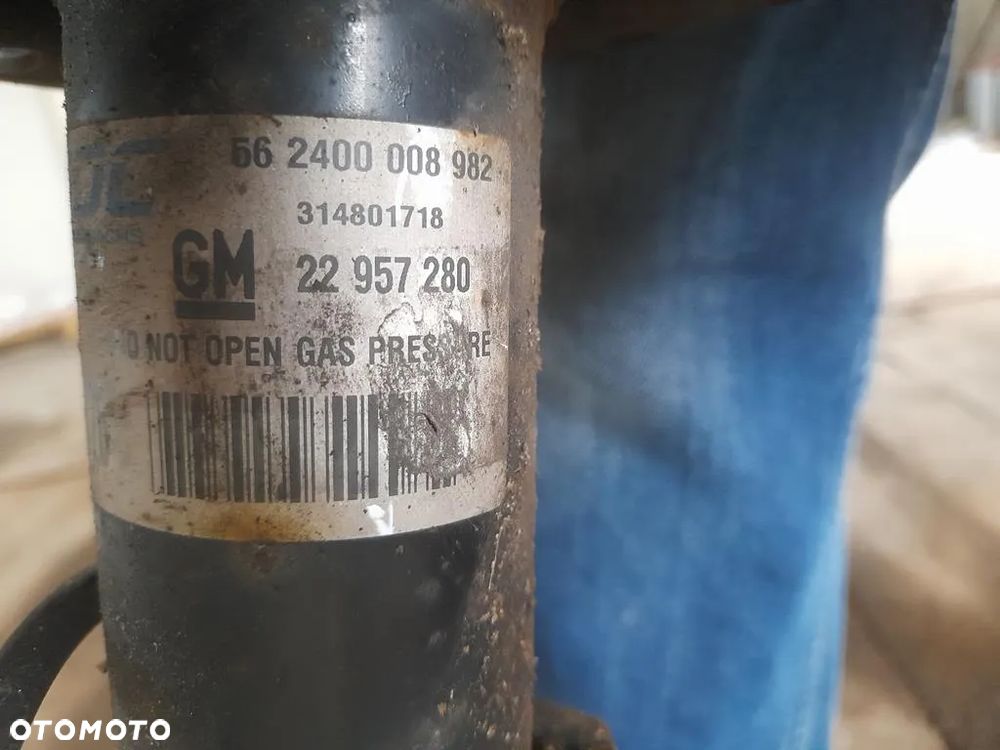 56 2400 008 982
314801718
GM 22 957 280
NOT OPEN GAS PRESSURE
OTOMOTO